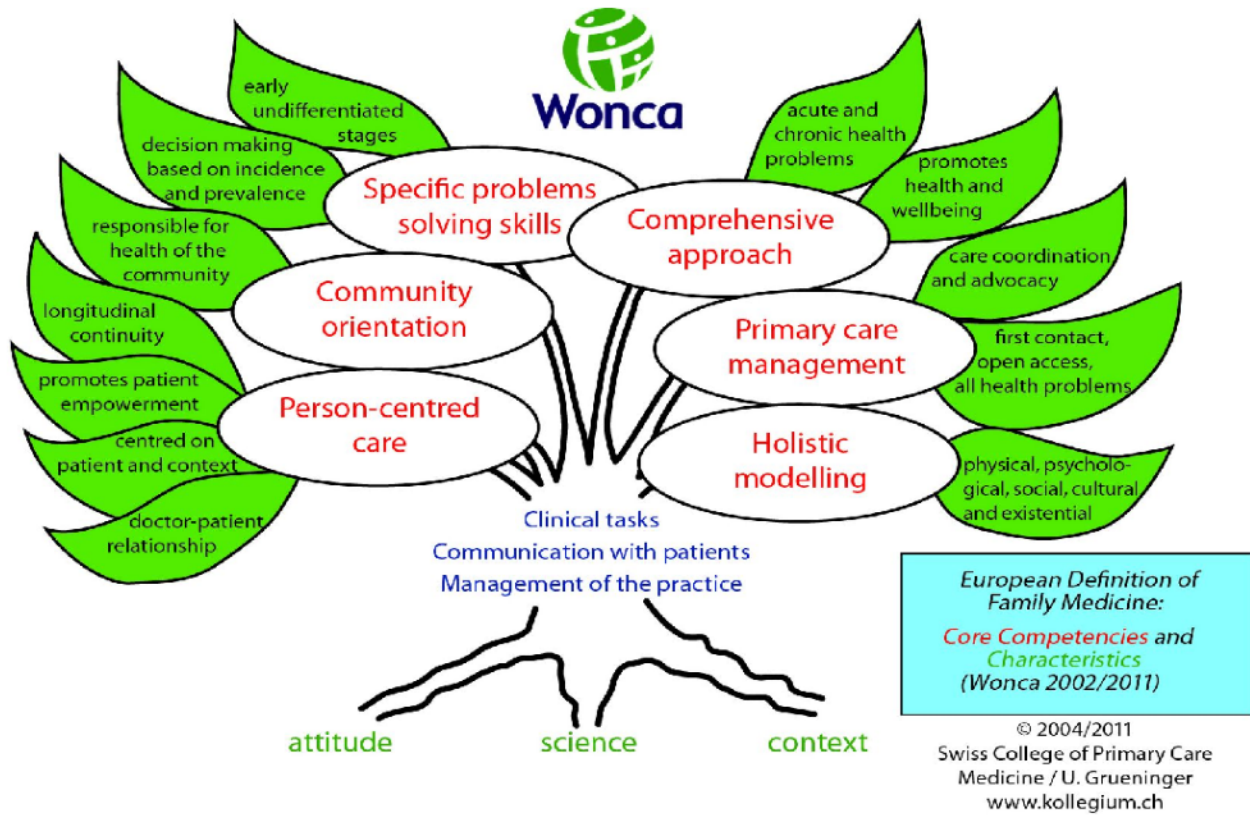 Wonca
early
undifferentiated
stages
decision making
based on incidence
and prevalence
responsible for
health of the
community
longitudinal
continuity
promotes patient
empowerment
centred on
patient and context
doctor-patient
relationship
Specific problems
solving skills
Community
orientation
Person-centred
care
Comprehensive
approach
Primary care
management
Holistic
modelling
acute and
chronic health
problems
promotes
health and
wellbeing
care coordination
and advocacy
first contact,
open access,
all health problems
physical, psycholo-
gical, social, cultural
and existential
Clinical tasks
Communication with patients
Management of the practice
attitude
science
context
European Definition of
Family Medicine:
Core Competencies and
Characteristics
(Wonca 2002/2011)
© 2004/2011
Swiss College of Primary Care
Medicine / U. Grueninger
www.kollegium.ch